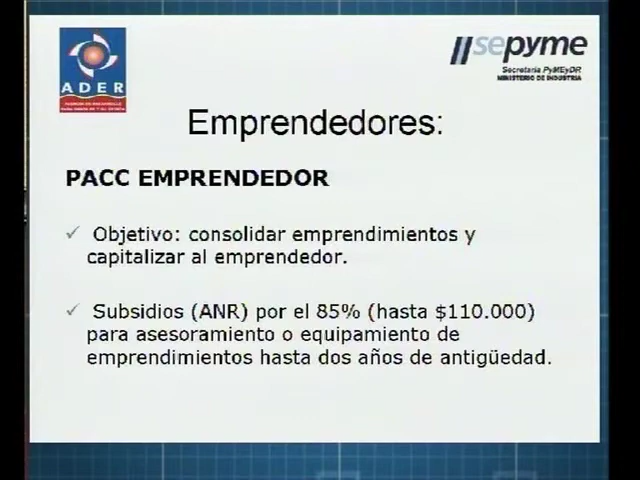 ADER
sepyme
Secretaría PyMEyDR
MINISTERIO DE INDUSTRIA
Emprendedores:
PACC EMPRENDEDOR
✓ Objetivo: consolidar emprendimientos y
capitalizar al emprendedor.
✓ Subsidios (ANR) por el 85% (hasta $110.000)
para asesoramiento o equipamiento de
emprendimientos hasta dos años de antigüedad.